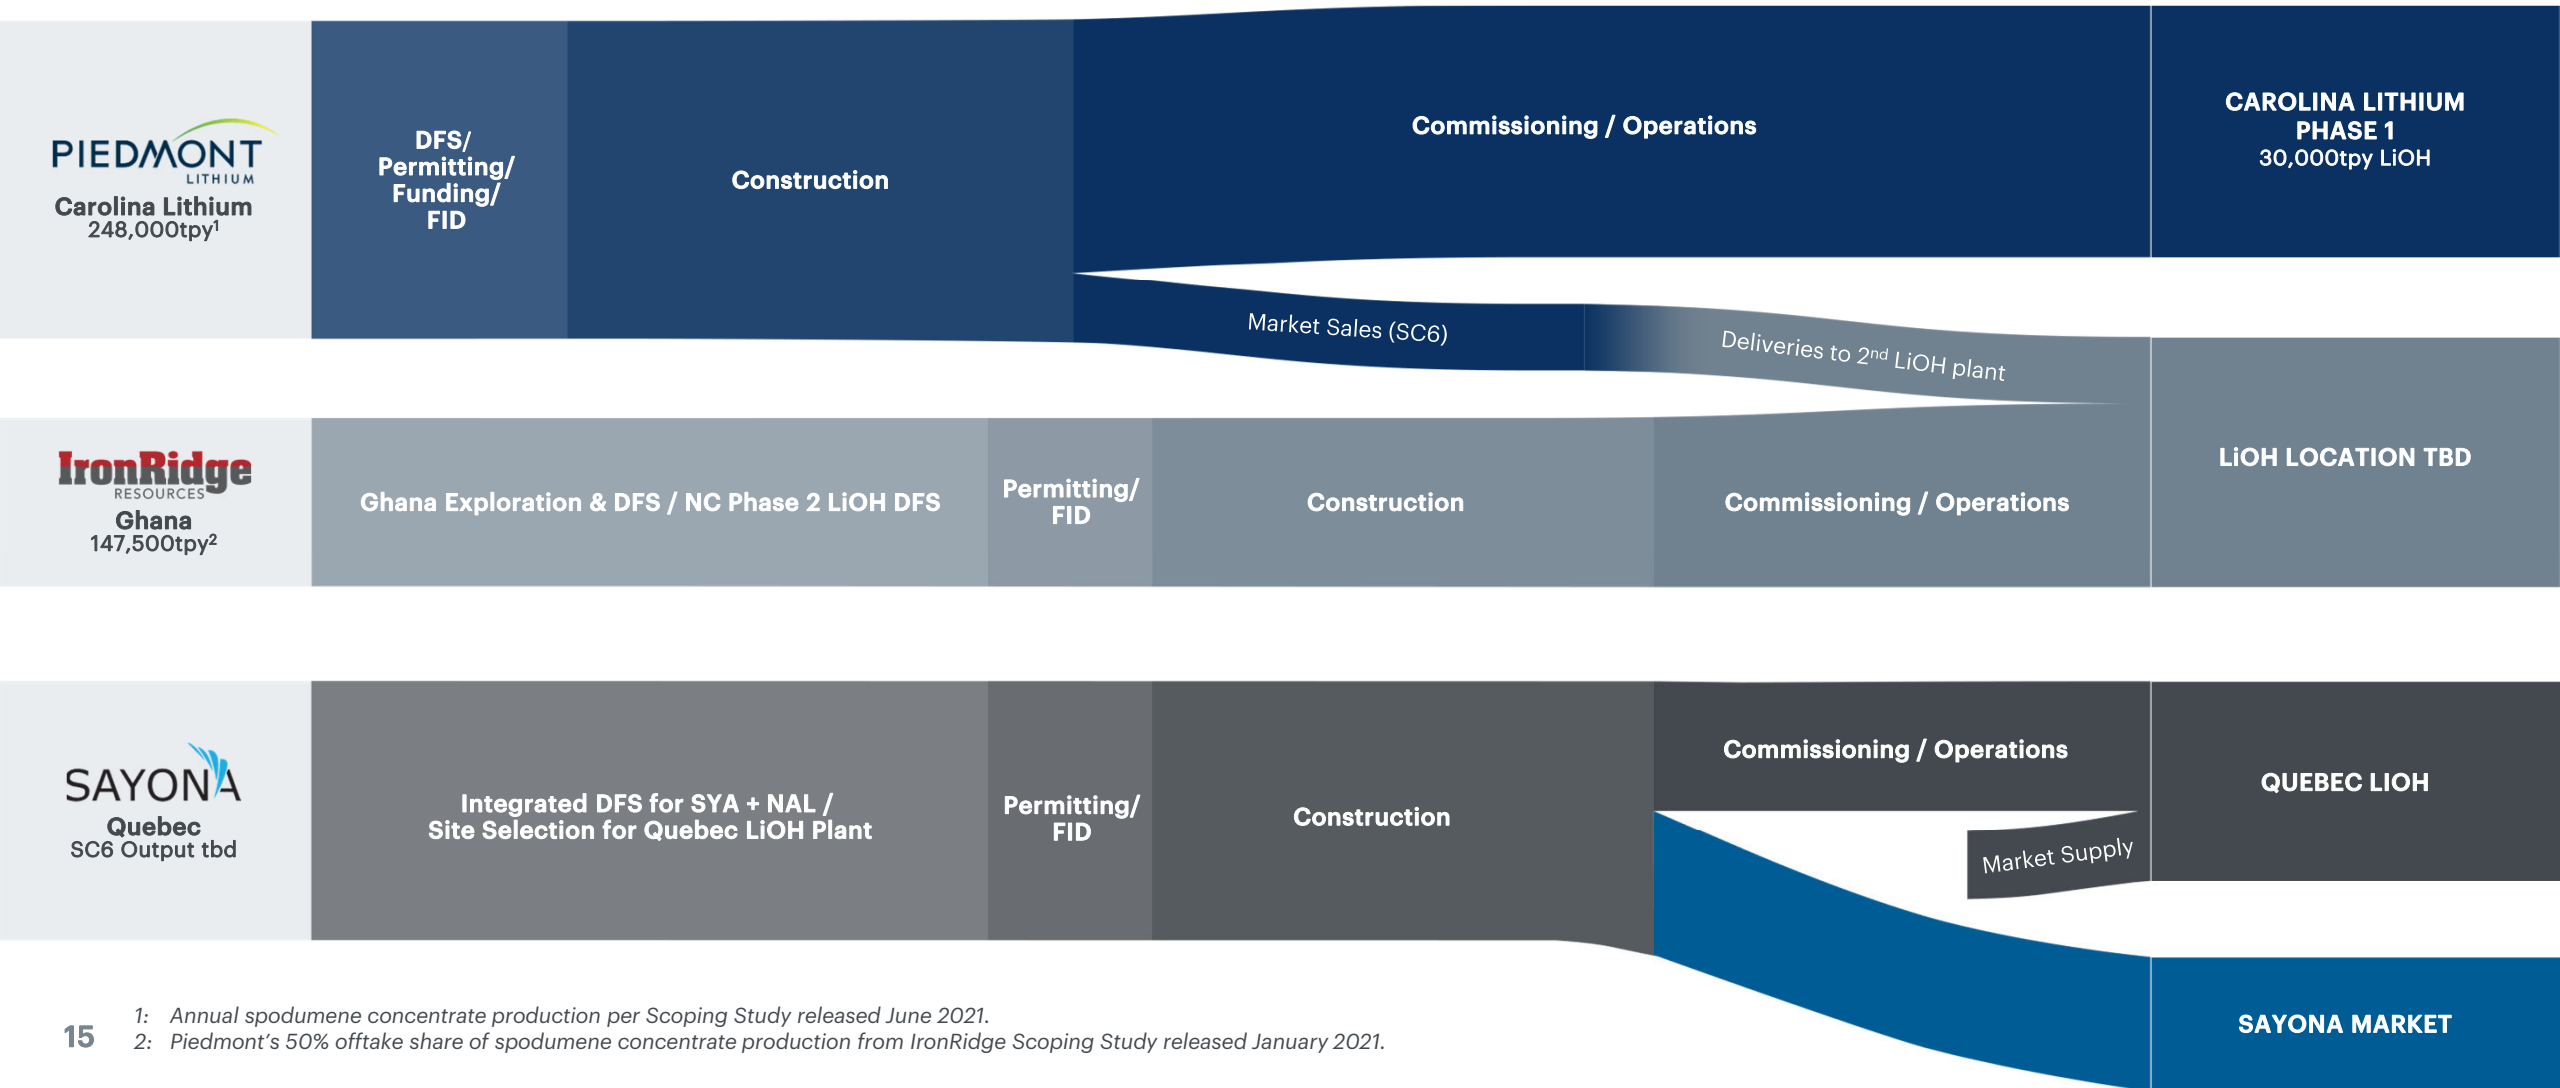 PIEDMONT
LITHIUM
Carolina Lithium
248,000tpy¹
DFS/
Permitting/
Funding/
FID
Construction
Commissioning / Operations
CAROLINA LITHIUM
PHASE 1
30,000tpy LiOH
Market Sales (SC6)
Deliveries to 2ⁿᵈ LiOH plant
IronRidge
RESOURCES
Ghana
147,500tpy²
Ghana Exploration & DFS / NC Phase 2 LiOH DFS
Permitting/
FID
Construction
Commissioning / Operations
LiOH LOCATION TBD
SAYONA
Quebec
SC6 Output tbd
Integrated DFS for SYA + NAL /
Site Selection for Quebec LiOH Plant
Permitting/
FID
Construction
Commissioning / Operations
Market Supply
QUEBEC LIOH
SAYONA MARKET
15
1: Annual spodumene concentrate production per Scoping Study released June 2021.
2: Piedmont's 50% offtake share of spodumene concentrate production from IronRidge Scoping Study released January 2021.